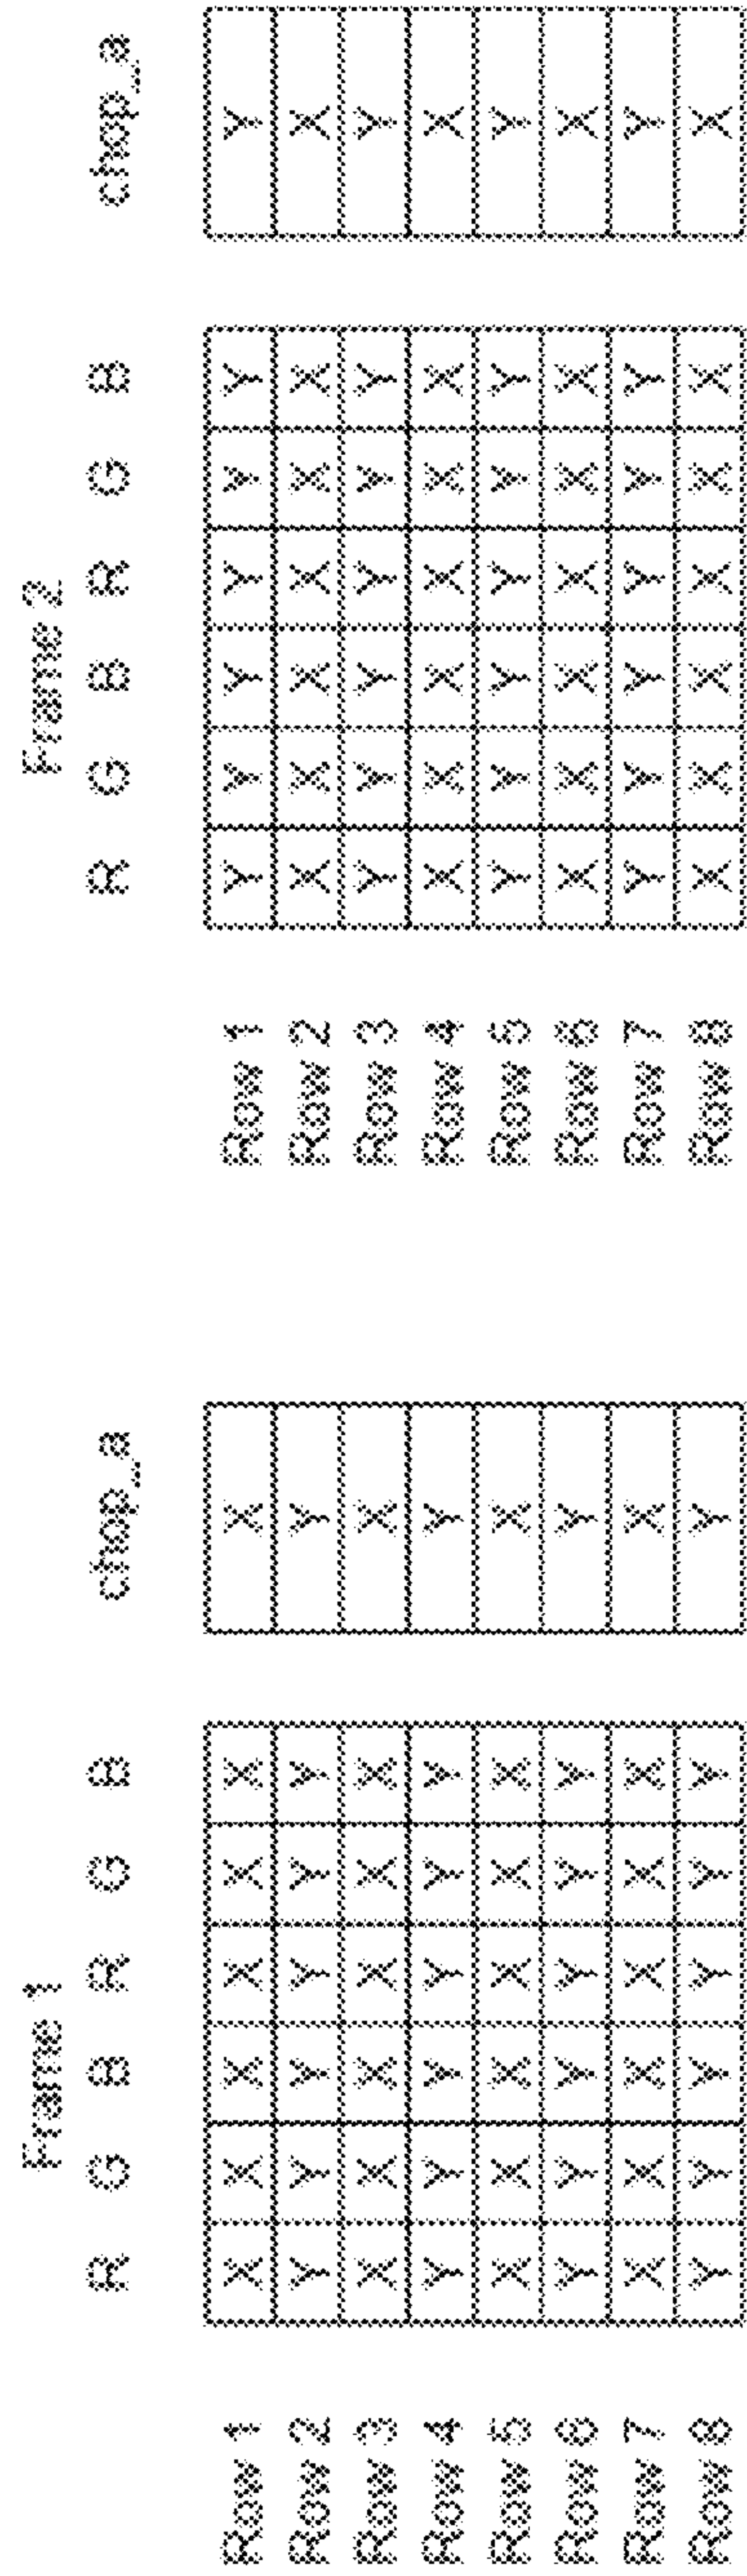 Frame 1
R G B R G B chop_a
Row 1 X X X X X X X
Row 2 Y Y Y Y Y Y Y
Row 3 X X X X X X X
Row 4 Y Y Y Y Y Y Y
Row 5 X X X X X X X
Row 6 Y Y Y Y Y Y Y
Row 7 X X X X X X X
Row 8 Y Y Y Y Y Y Y
Frame 2
R G B R G B chop_a
Row 1 Y Y Y Y Y Y Y
Row 2 X X X X X X X
Row 3 Y Y Y Y Y Y Y
Row 4 X X X X X X X
Row 5 Y Y Y Y Y Y Y
Row 6 X X X X X X X
Row 7 Y Y Y Y Y Y Y
Row 8 X X X X X X X